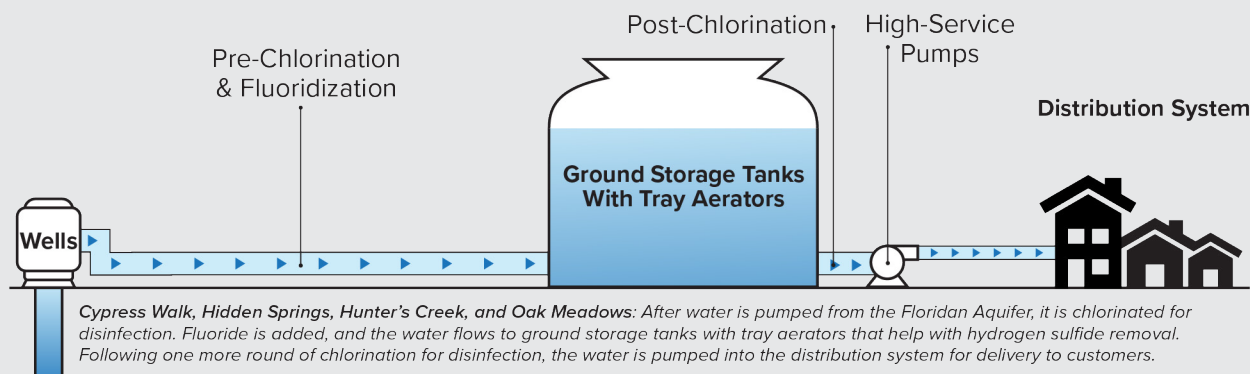 Post-Chlorination
High-Service
Pumps
Pre-Chlorination
& Fluoridization
Distribution System
Ground Storage Tanks
With Tray Aerators
Wells
Cypress Walk, Hidden Springs, Hunter's Creek, and Oak Meadows: After water is pumped from the Floridan Aquifer, it is chlorinated for
disinfection. Fluoride is added, and the water flows to ground storage tanks with tray aerators that help with hydrogen sulfide removal.
Following one more round of chlorination for disinfection, the water is pumped into the distribution system for delivery to customers.